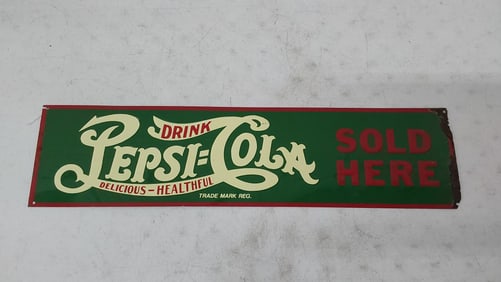 DRINK
PEPSI=COLA
DELICIOUS-HEALTHFUL
TRADE MARK REG.
SOLD
HERE